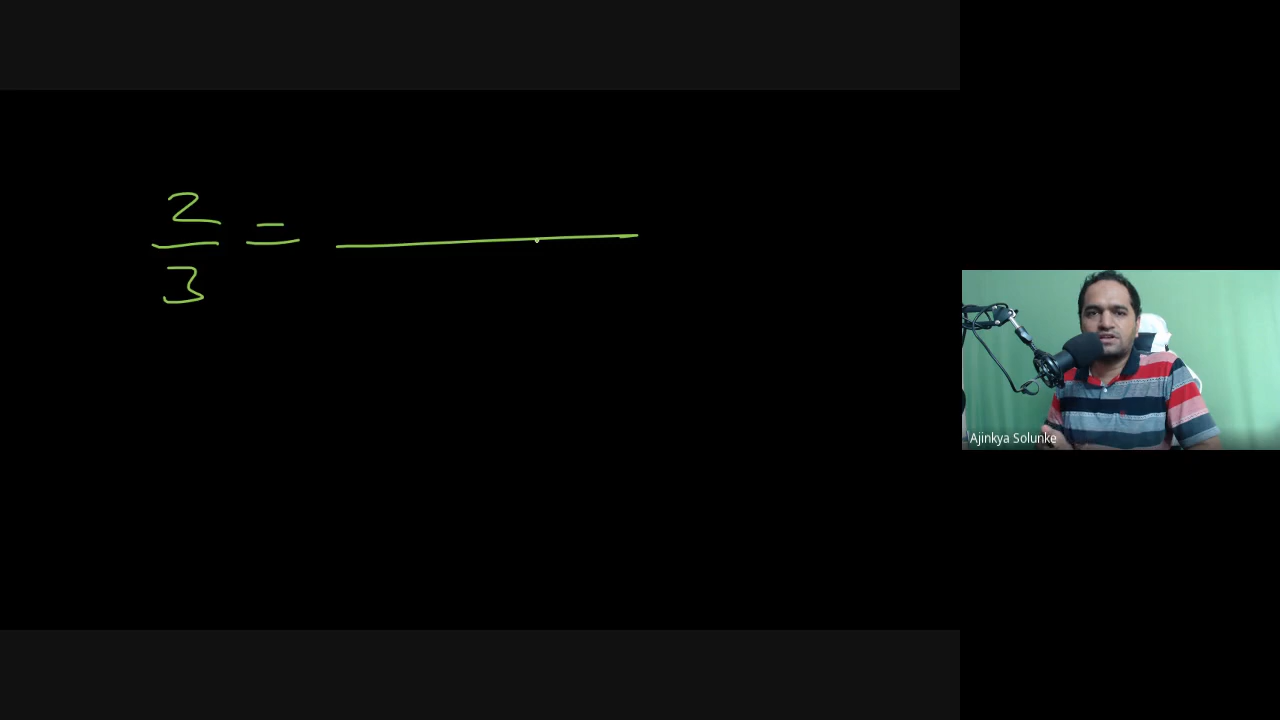 2
— =
3
Ajinkya Solunke